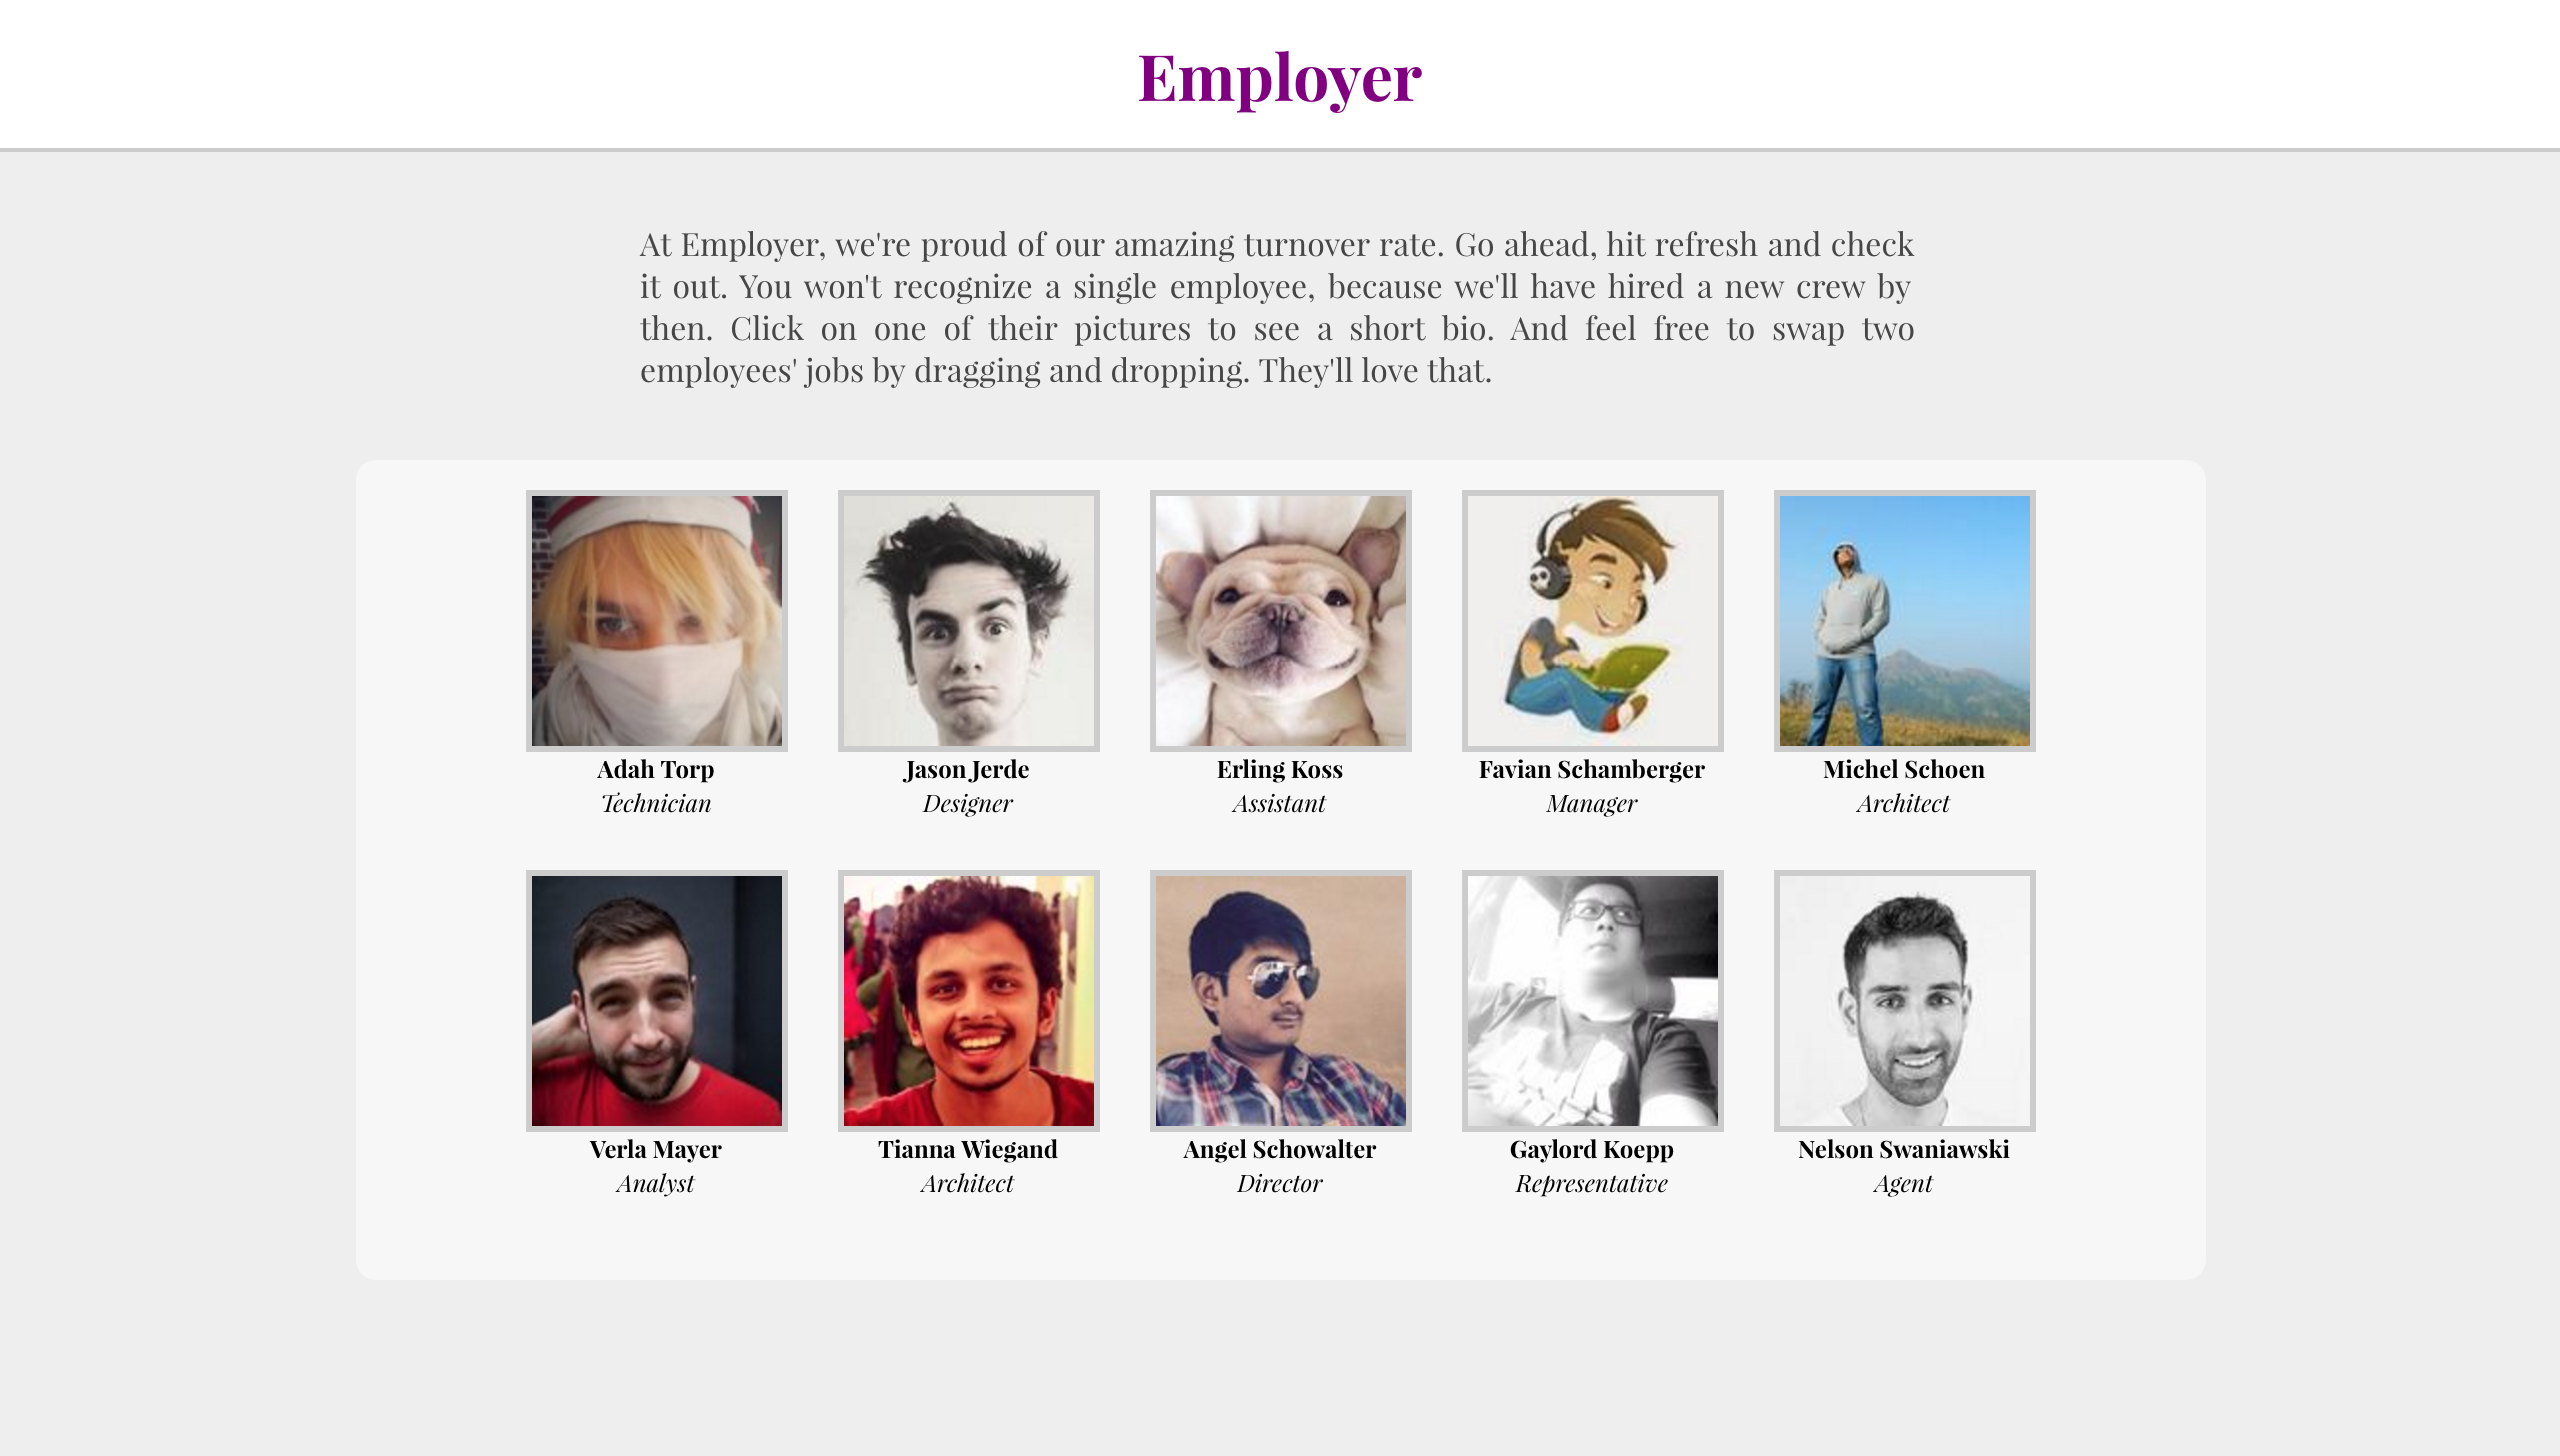 Employer
At Employer, we're proud of our amazing turnover rate. Go ahead, hit refresh and check
it out. You won't recognize a single employee, because we'll have hired a new crew by
then. Click on one of their pictures to see a short bio. And feel free to swap two
employees' jobs by dragging and dropping. They'll love that.
Adah Torp
Technician
Jason Jerde
Designer
Erling Koss
Assistant
Favian Schamberger
Manager
Michel Schoen
Architect
Verla Mayer
Analyst
Tianna Wiegand
Architect
Angel Schowalter
Director
Gaylord Koepp
Representative
Nelson Swaniawski
Agent